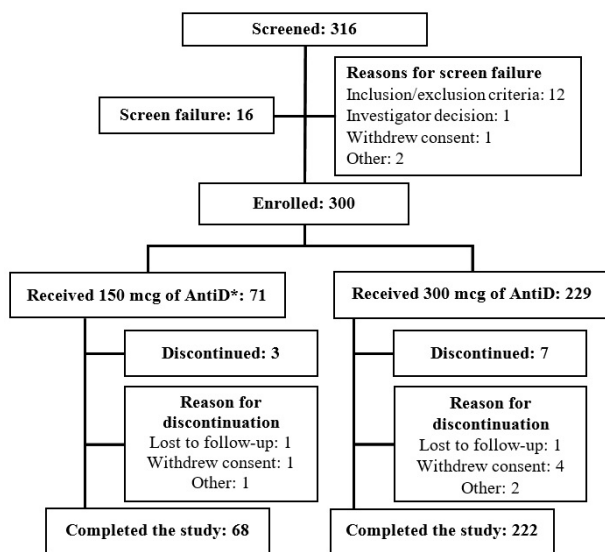 Screened: 316
Reasons for screen failure
Inclusion/exclusion criteria: 12
Investigator decision: 1
Withdrew consent: 1
Other: 2
Screen failure: 16
Enrolled: 300
Received 150 mcg of AntiD*: 71
Received 300 mcg of AntiD: 229
Discontinued: 3
Discontinued: 7
Reason for
discontinuation
Lost to follow-up: 1
Withdrew consent: 1
Other: 1
Reason for
discontinuation
Lost to follow-up: 1
Withdrew consent: 4
Other: 2
Completed the study: 68
Completed the study: 222